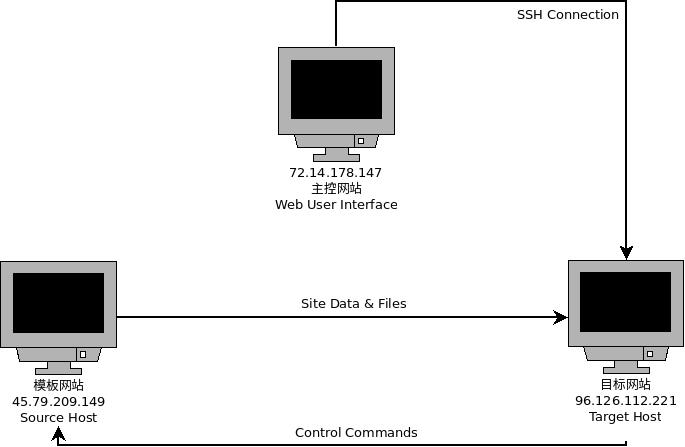 SSH Connection
72.14.178.147
主控网站
Web User Interface
Site Data & Files
模板网站
45.79.209.149
Source Host
目标网站
96.126.112.221
Target Host
Control Commands